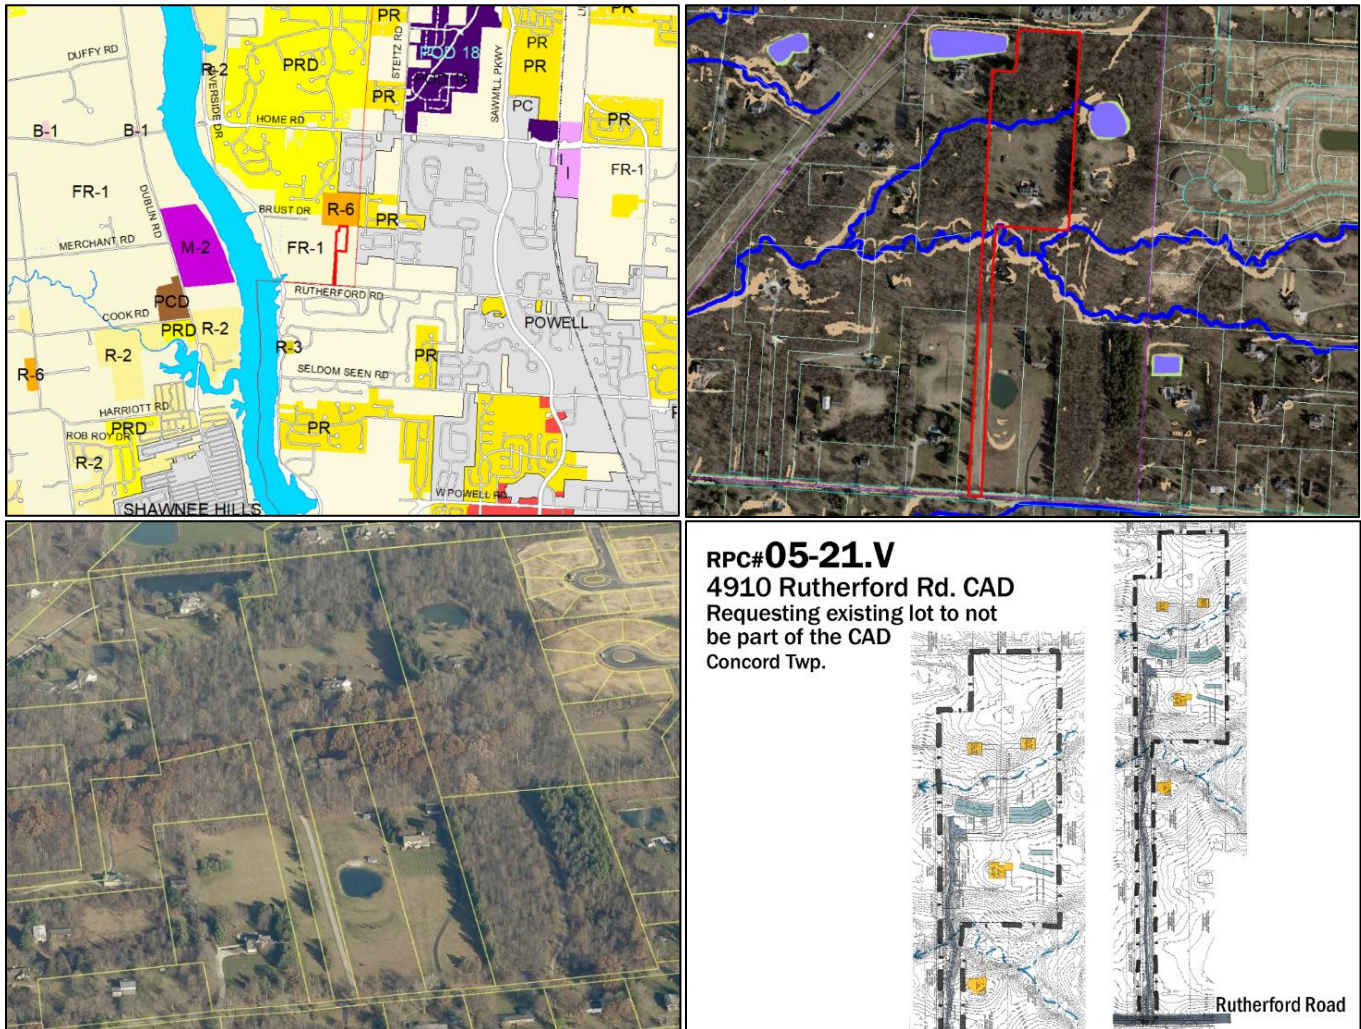 PR
DUFFY RD
R-2
PRD
STEITZ RD
POD 18
PR
PR
SAWMILL PKWY
PR
RIVERSIDE DR
PC
B-1
B-1
HOME RD
PR
I
I
FR-1
FR-1
DUBLIN RD
BRUST DR
R-6
PR
MERCHANT RD
M-2
FR-1
PCD
RUTHERFORD RD
COOK RD
PRD
R-2
POWELL
R-2
R-3
PR
R-6
SELDOM SEEN RD
HARRIOTT RD
PRD
PR
ROB ROY DR
R-2
W POWELL RD
SHAWNEE HILLS
RPC#05-21.V
4910 Rutherford Rd. CAD
Requesting existing lot to not
be part of the CAD
Concord Twp.
Rutherford Road